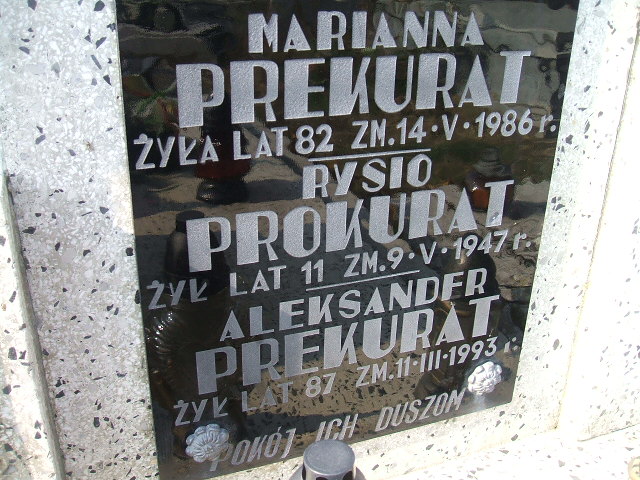 MARIANNA
PREKURAT
ŻYŁA LAT 82 ZM. 14 · V · 1986 r.
RYSIO
PROKURAT
ŻYŁ LAT 11 ZM. 9 · V · 1947 r.
ALEKSANDER
PREKURAT
ŻYŁ LAT 87 ZM. 11 · III · 1993 r.
POKÓJ ICH DUSZOM